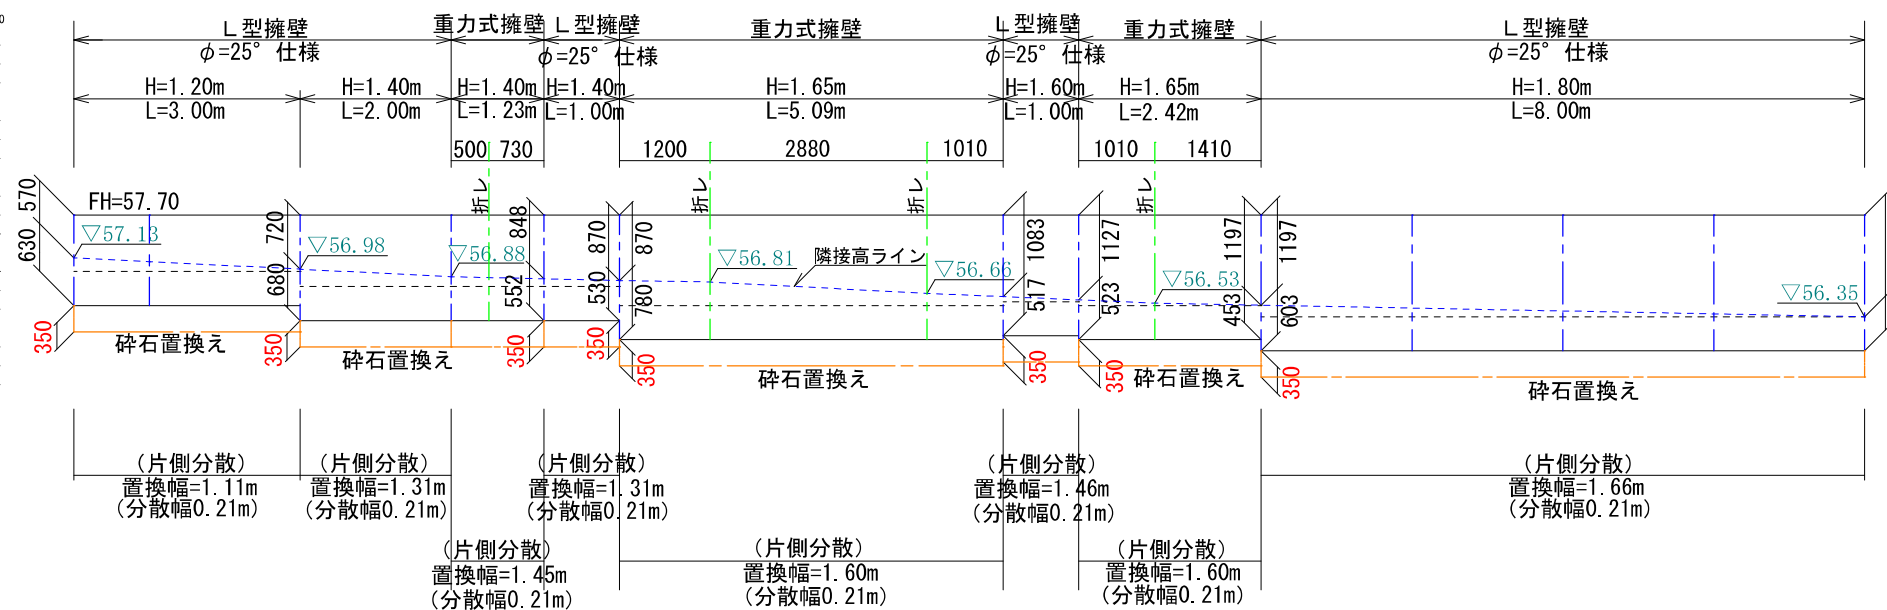 L型擁壁
φ=25°仕様
重力式擁壁
L型擁壁
φ=25°仕様
重力式擁壁
L型擁壁
φ=25°仕様
重力式擁壁
L型擁壁
φ=25°仕様
H=1.20m
L=3.00m
H=1.40m
L=2.00m
H=1.40m
L=1.23m
H=1.40m
L=1.00m
H=1.65m
L=5.09m
H=1.60m
L=1.00m
H=1.65m
L=2.42m
H=1.80m
L=8.00m
500
730
1200
2880
1010
1010
1410
570
630
FH=57.70
▽57.13
720
680
▽56.98
▽56.88
折レ
848
552
870
530
870
780
折レ
▽56.81
隣接高ライン
折レ
▽56.66
1083
517
1127
523
折レ
▽56.53
1197
453
1197
603
▽56.35
350
砕石置換え
350
砕石置換え
350
350
350
砕石置換え
350
350
砕石置換え
350
砕石置換え
(片側分散)
置換幅=1.11m
(分散幅0.21m)
(片側分散)
置換幅=1.31m
(分散幅0.21m)
(片側分散)
置換幅=1.45m
(分散幅0.21m)
(片側分散)
置換幅=1.31m
(分散幅0.21m)
(片側分散)
置換幅=1.60m
(分散幅0.21m)
(片側分散)
置換幅=1.46m
(分散幅0.21m)
(片側分散)
置換幅=1.60m
(分散幅0.21m)
(片側分散)
置換幅=1.66m
(分散幅0.21m)